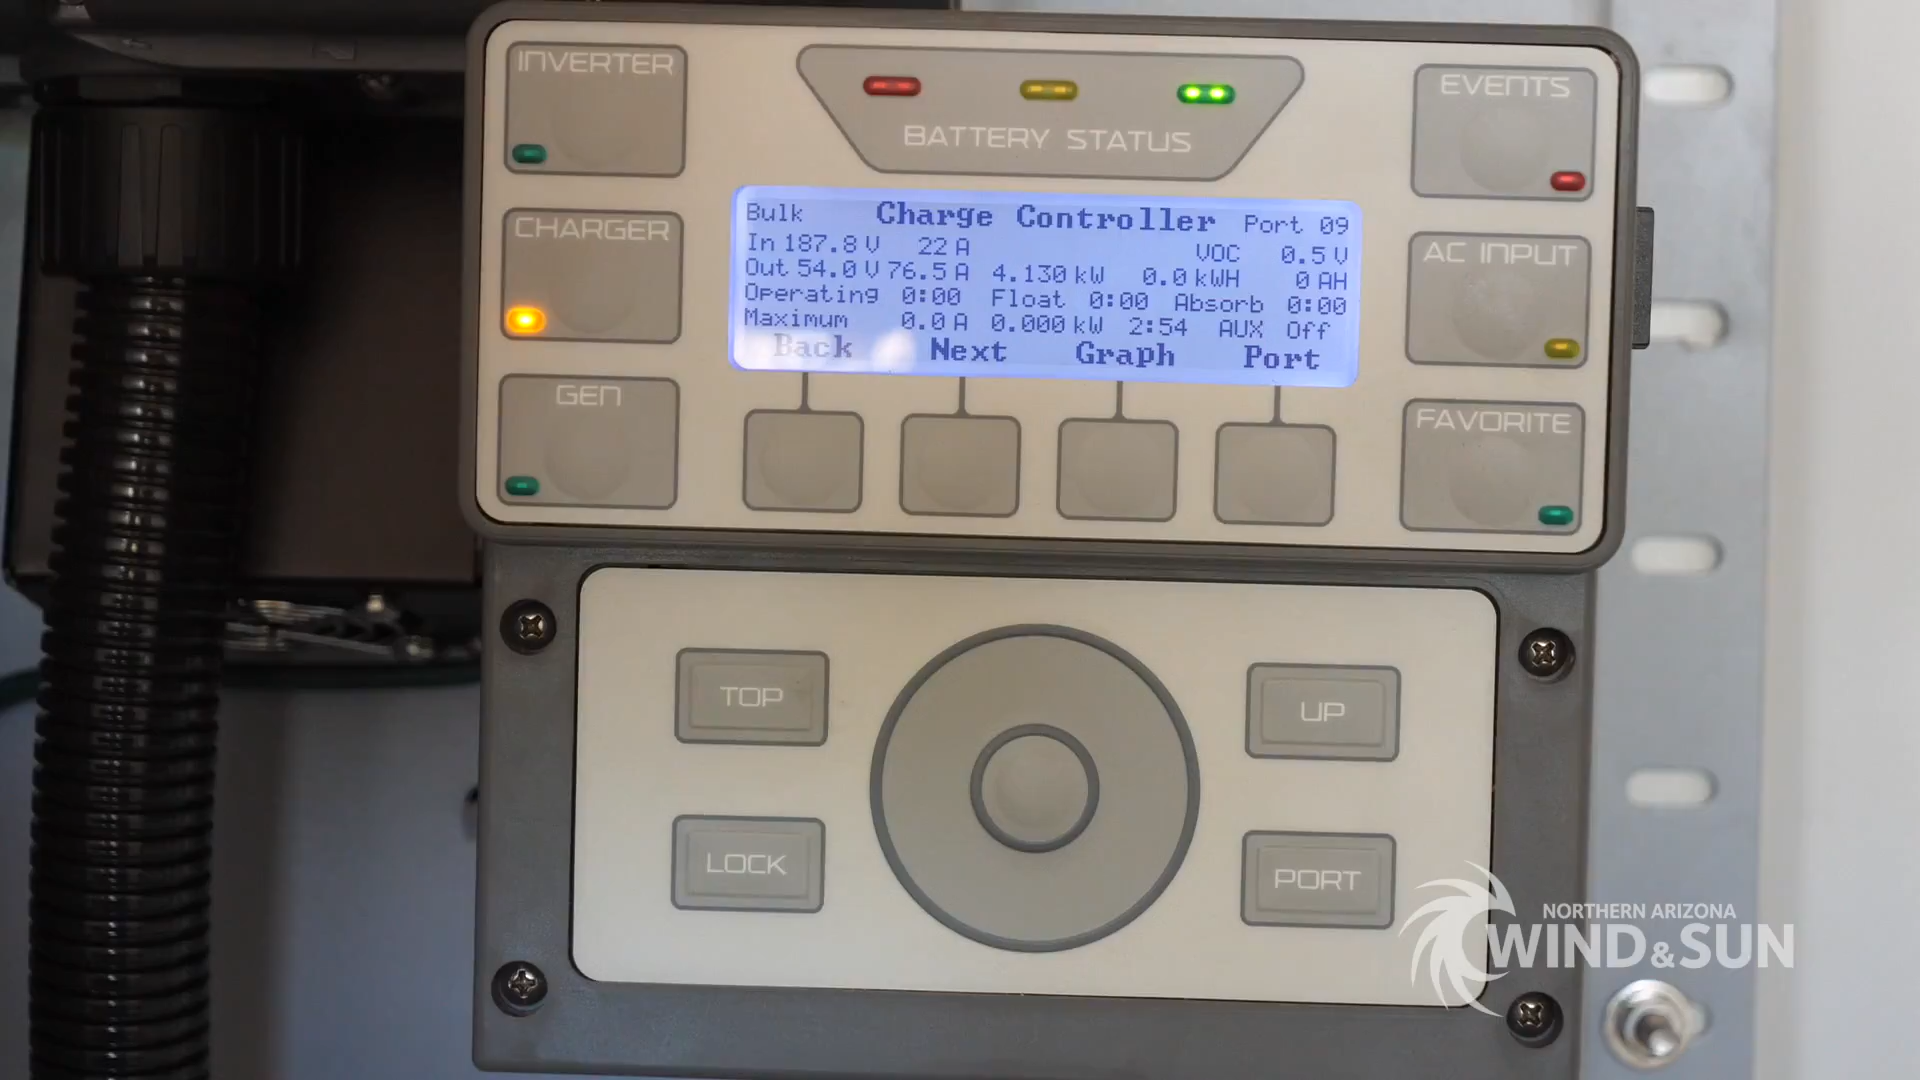 INVERTER
BATTERY STATUS
EVENTS
CHARGER
AC INPUT
GEN
FAVORITE
Bulk Charge Controller Port 09
In 187.8 V 22 A VOC 0.5 V
Out 54.0 V 76.5 A 4.130 kW 0.0 kWH 0 AH
Operating 0:00 Float 0:00 Absorb 0:00
Maximum 0.0 A 0.000 kW 2:54 AUX Off
Back Next Graph Port
TOP
UP
LOCK
PORT
NORTHERN ARIZONA
WIND & SUN